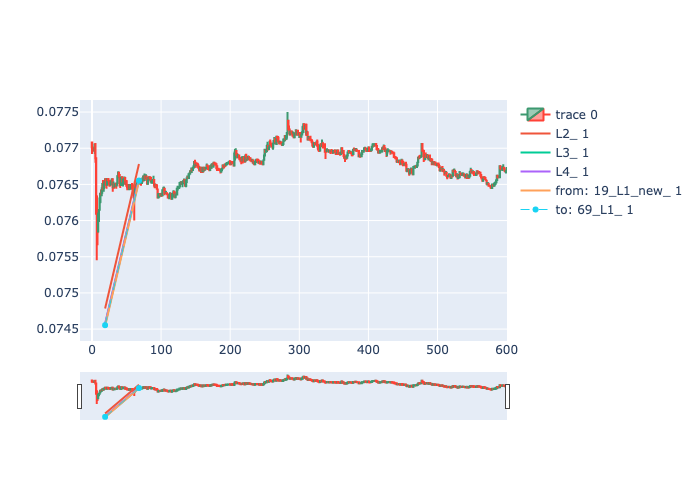 0.0775
0.077
0.0765
0.076
0.0755
0.075
0.0745
0 100 200 300 400 500 600
trace 0
L2_ 1
L3_ 1
L4_ 1
from: 19_L1_new_ 1
to: 69_L1_ 1